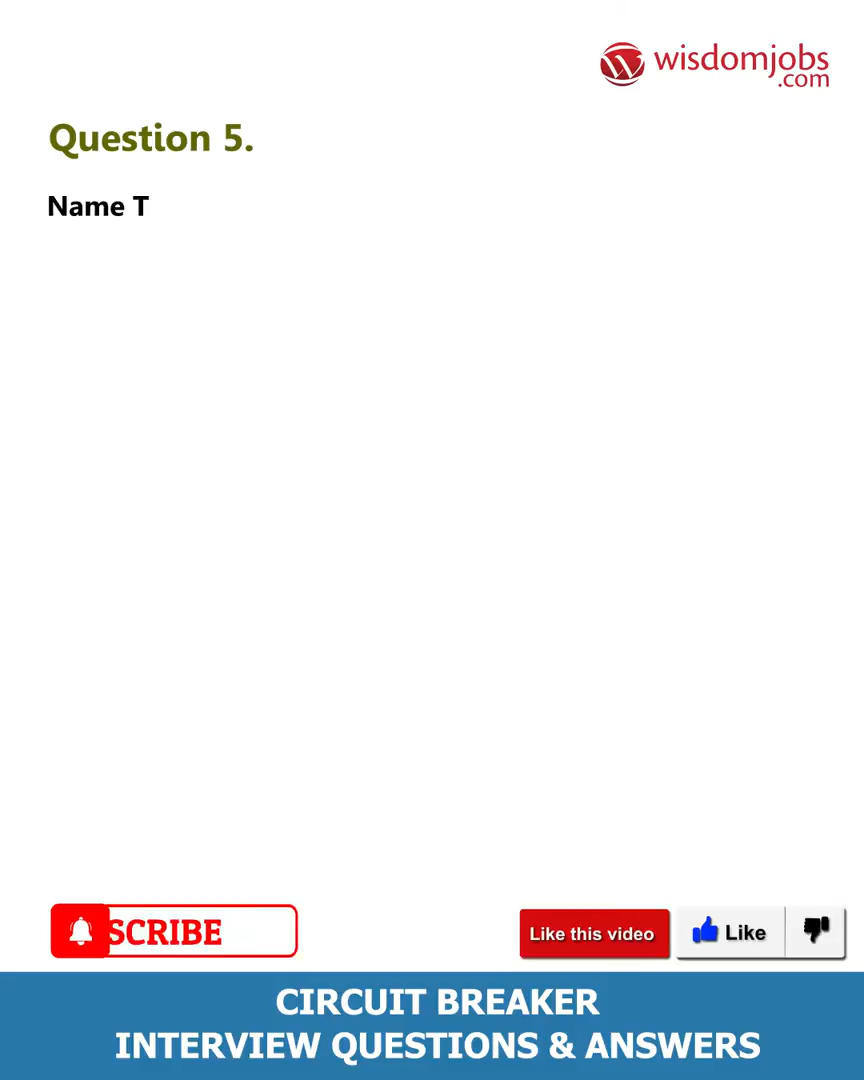 wisdomjobs
.com
Question 5.
Name T
SCRIBE
Like this video
Like
CIRCUIT BREAKER
INTERVIEW QUESTIONS & ANSWERS